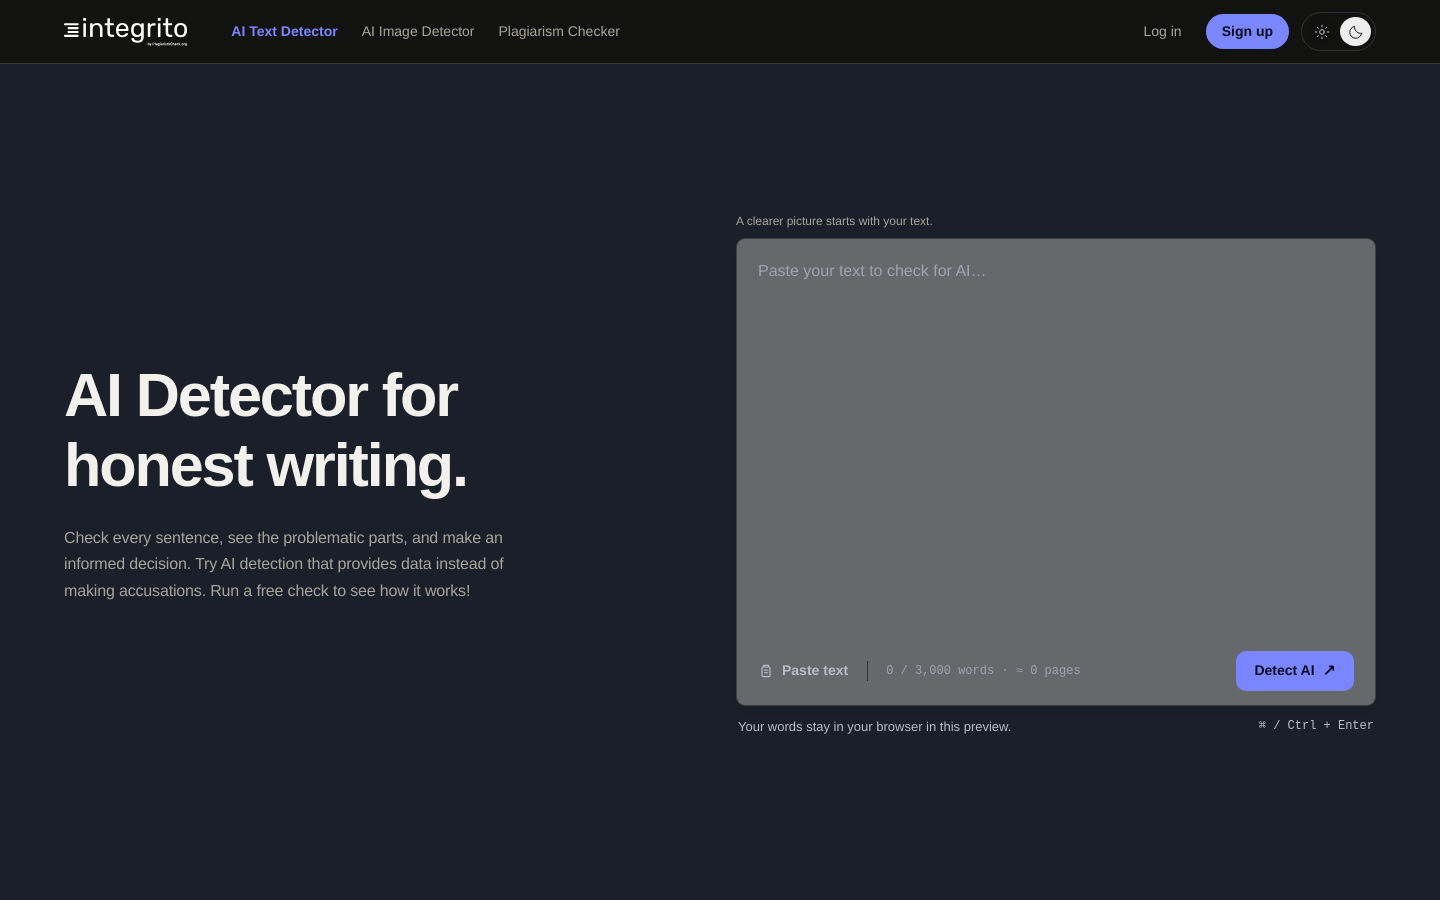 integrito
by PlagiarismCheck.org
AI Text Detector
AI Image Detector
Plagiarism Checker
Log in
Sign up
AI Detector for
honest writing.
Check every sentence, see the problematic parts, and make an
informed decision. Try AI detection that provides data instead of
making accusations. Run a free check to see how it works!
A clearer picture starts with your text.
Paste your text to check for AI…
Paste text
0 / 3,000 words · ≈ 0 pages
Detect AI ↗
Your words stay in your browser in this preview.
⌘ / Ctrl + Enter